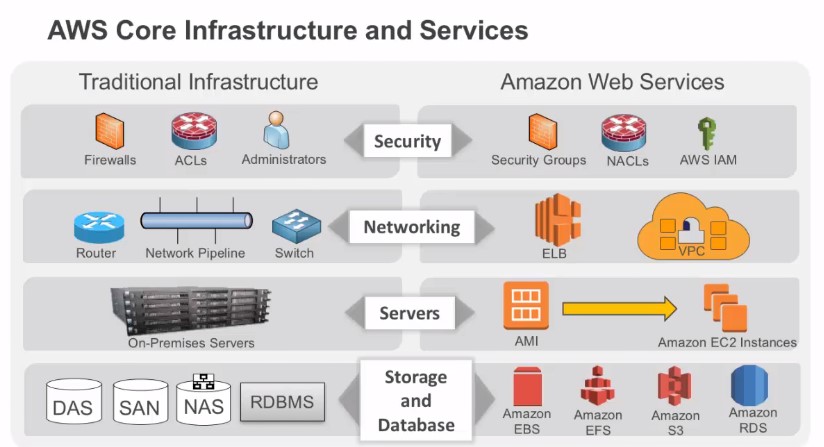 AWS Core Infrastructure and Services
Traditional Infrastructure
Amazon Web Services
Firewalls
ACLs
Administrators
Security
Security Groups
NACLs
AWS IAM
Router
Network Pipeline
Switch
Networking
ELB
VPC
On-Premises Servers
Servers
AMI
Amazon EC2 Instances
DAS
SAN
NAS
RDBMS
Storage
and
Database
Amazon
EBS
Amazon
EFS
Amazon
S3
Amazon
RDS